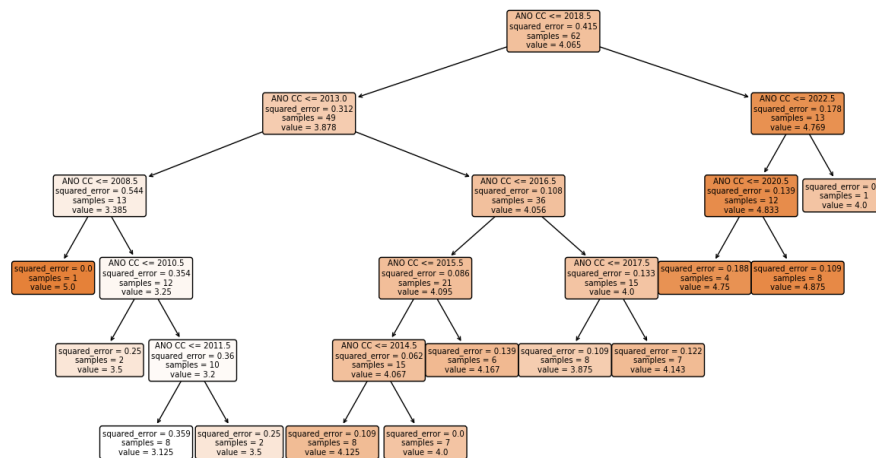 ANO CC <= 2018.5
squared_error = 0.415
samples = 62
value = 4.065
ANO CC <= 2013.0
squared_error = 0.312
samples = 49
value = 3.878
ANO CC <= 2022.5
squared_error = 0.178
samples = 13
value = 4.769
ANO CC <= 2008.5
squared_error = 0.544
samples = 13
value = 3.385
ANO CC <= 2016.5
squared_error = 0.108
samples = 36
value = 4.056
ANO CC <= 2020.5
squared_error = 0.139
samples = 12
value = 4.833
squared_error = 0.
samples = 1
value = 4.0
squared_error = 0.0
samples = 1
value = 5.0
ANO CC <= 2010.5
squared_error = 0.354
samples = 12
value = 3.25
ANO CC <= 2015.5
squared_error = 0.086
samples = 21
value = 4.095
ANO CC <= 2017.5
squared_error = 0.133
samples = 15
value = 4.0
squared_error = 0.188
samples = 4
value = 4.75
squared_error = 0.109
samples = 8
value = 4.875
squared_error = 0.25
samples = 2
value = 3.5
ANO CC <= 2011.5
squared_error = 0.36
samples = 10
value = 3.2
ANO CC <= 2014.5
squared_error = 0.062
samples = 15
value = 4.067
squared_error = 0.139
samples = 6
value = 4.167
squared_error = 0.109
samples = 8
value = 3.875
squared_error = 0.122
samples = 7
value = 4.143
squared_error = 0.359
samples = 8
value = 3.125
squared_error = 0.25
samples = 2
value = 3.5
squared_error = 0.109
samples = 8
value = 4.125
squared_error = 0.0
samples = 7
value = 4.0